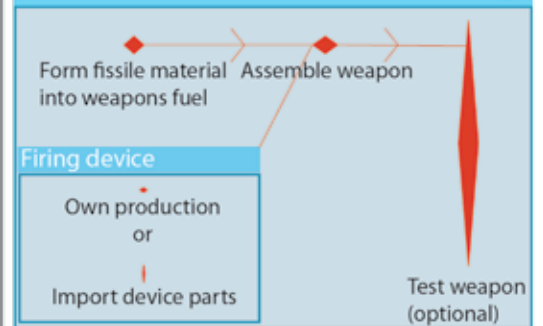 Form fissile material
into weapons fuel
Assemble weapon
Firing device
Own production
or
Import device parts
Test weapon
(optional)